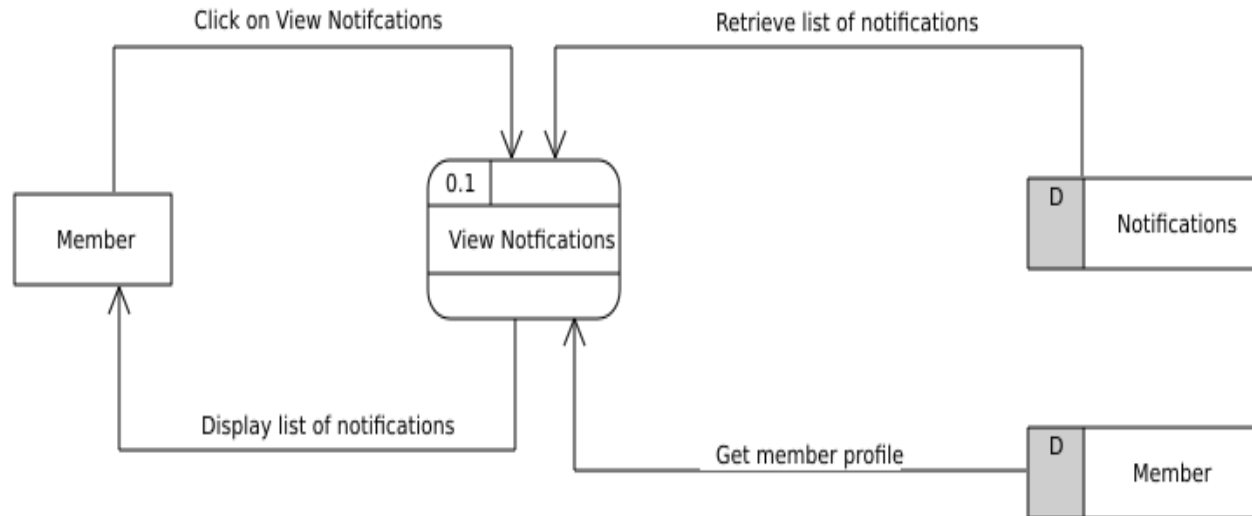 Click on View Notifcations
Retrieve list of notifications
0.1
D
Notifications
Member
View Notfications
Display list of notifications
Get member profile
D
Member